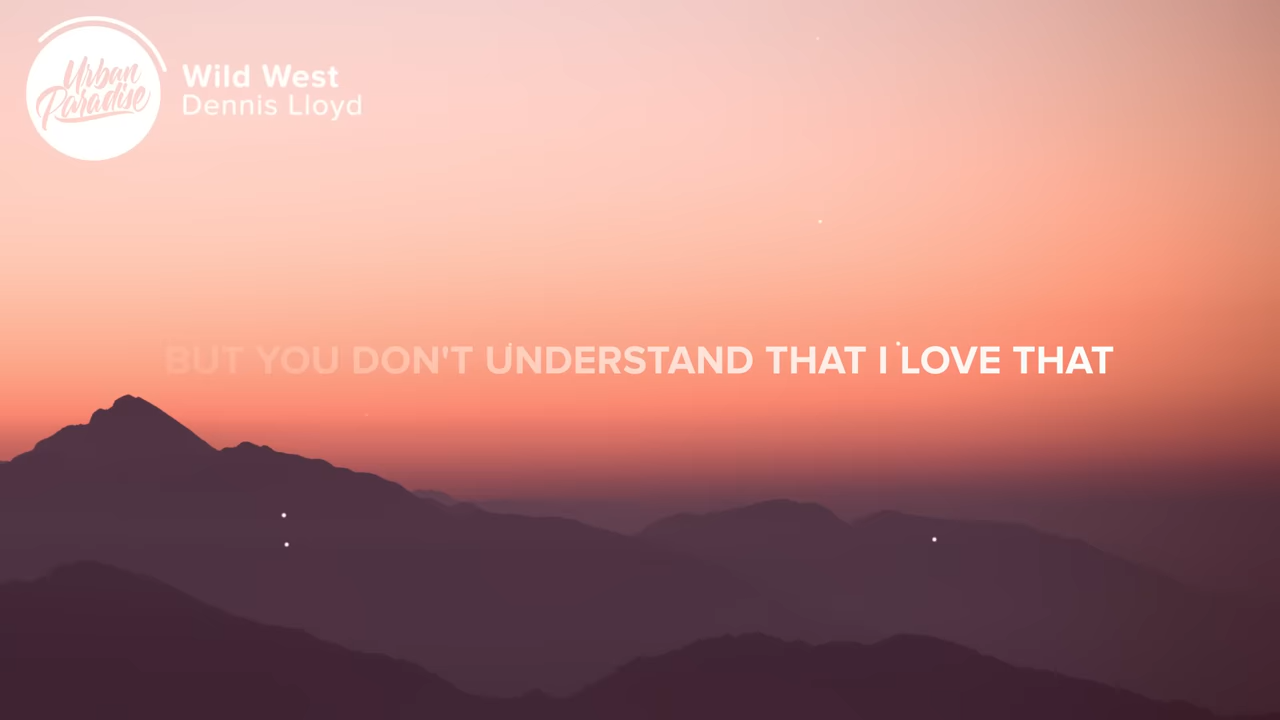 Urban
Paradise
Wild West
Dennis Lloyd
BUT YOU DON'T UNDERSTAND THAT I LOVE THAT